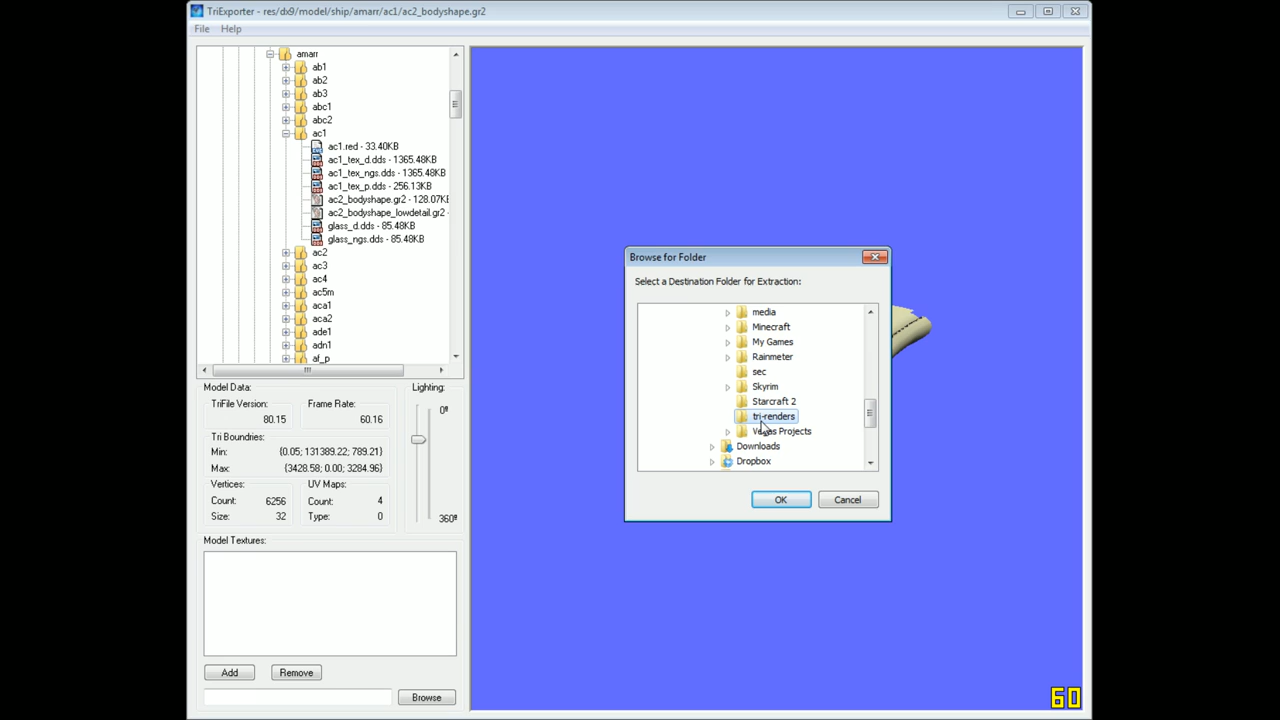 TriExporter - res/dx9/model/ship/amarr/ac1/ac2_bodyshape.gr2
File Help
amarr
ab1
ab2
ab3
abc1
abc2
ac1
ac1.red - 33.40KB
ac1_tex_d.dds - 1365.48KB
ac1_tex_ngs.dds - 1365.48KB
ac1_tex_p.dds - 256.13KB
ac2_bodyshape.gr2 - 128.07KB
ac2_bodyshape_lowdetail.gr2 -
glass_d.dds - 85.48KB
glass_ngs.dds - 85.48KB
ac2
ac3
ac4
ac5m
aca1
aca2
ade1
adn1
af_p
Model Data:
TriFile Version:
80.15
Frame Rate:
60.16
Tri Boundries:
Min: {0.05; 131389.22; 789.21}
Max: {3428.58; 0.00; 3284.96}
Vertices:
Count: 6256
Size: 32
UV Maps:
Count: 4
Type: 0
Lighting:
0º
360º
Model Textures:
Add Remove
Browse
Browse for Folder
Select a Destination Folder for Extraction:
media
Minecraft
My Games
Rainmeter
sec
Skyrim
Starcraft 2
tri-renders
Vegas Projects
Downloads
Dropbox
OK Cancel
60